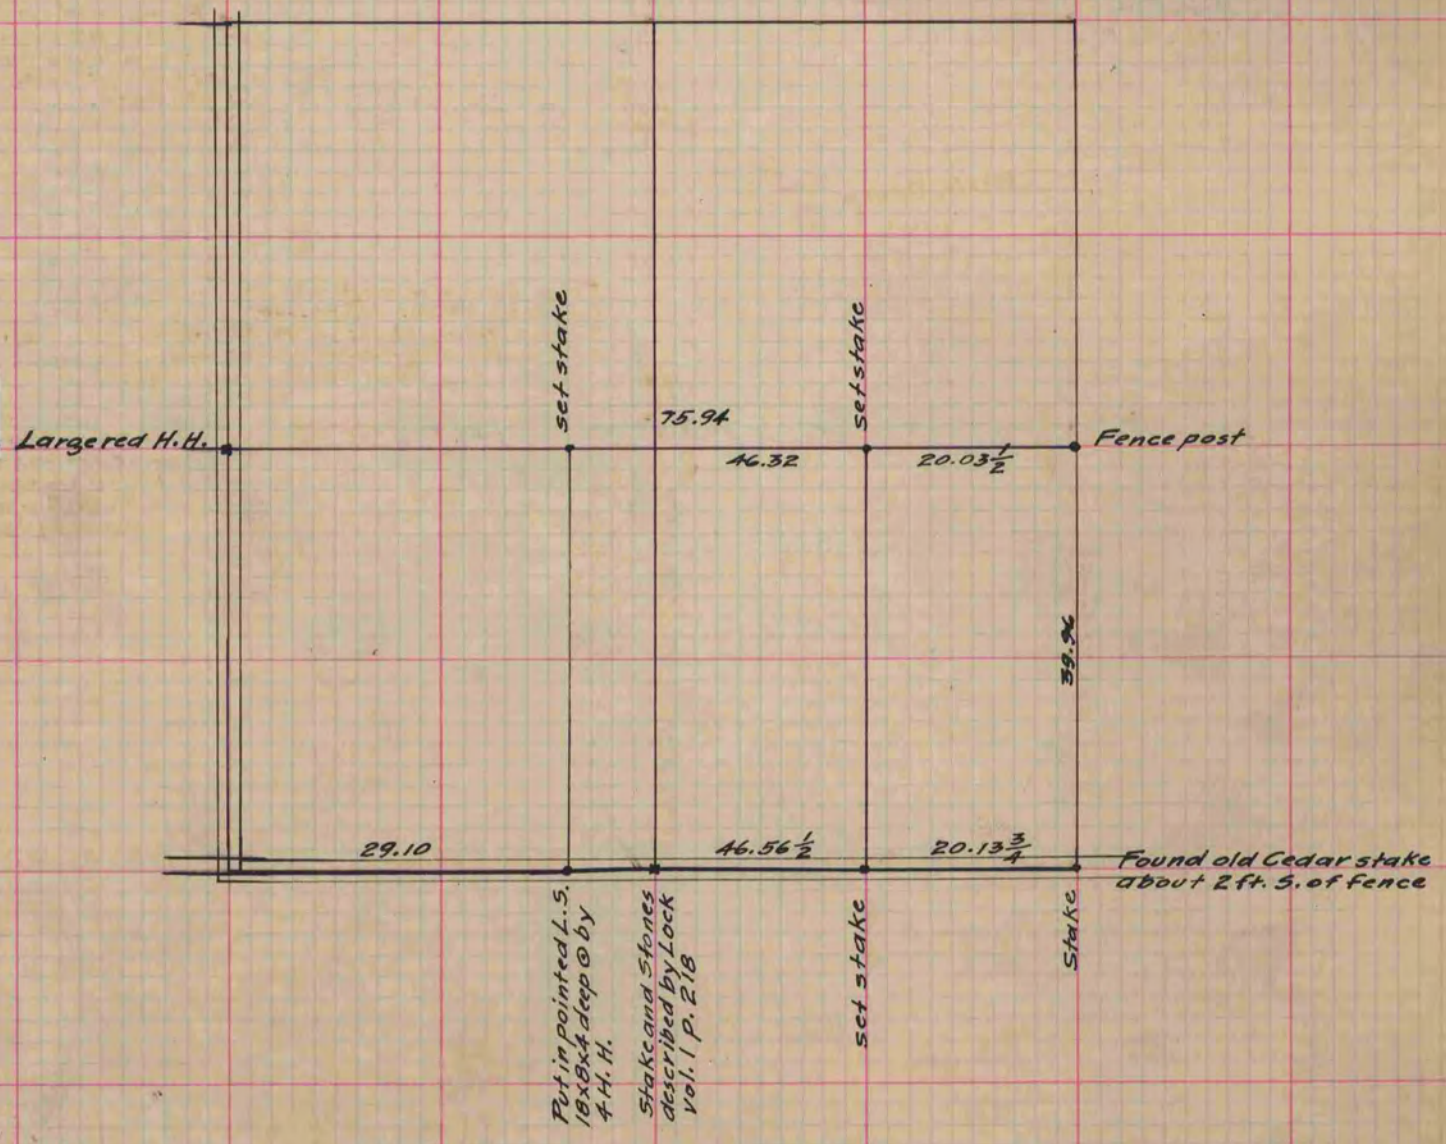 set stake
set stake
75.94
Large red H.H.
Fence post
46.32
20.03 1/2
39.96
29.10
46.56 1/2
20.13 3/4
Found old Cedar stake
about 2 ft. S. of fence
Put in pointed L.S.
18x8x4 deep ⊙ by
4 H. H.
Stake and Stones
described by Lock
vol. 1 P. 218
set stake
Stake